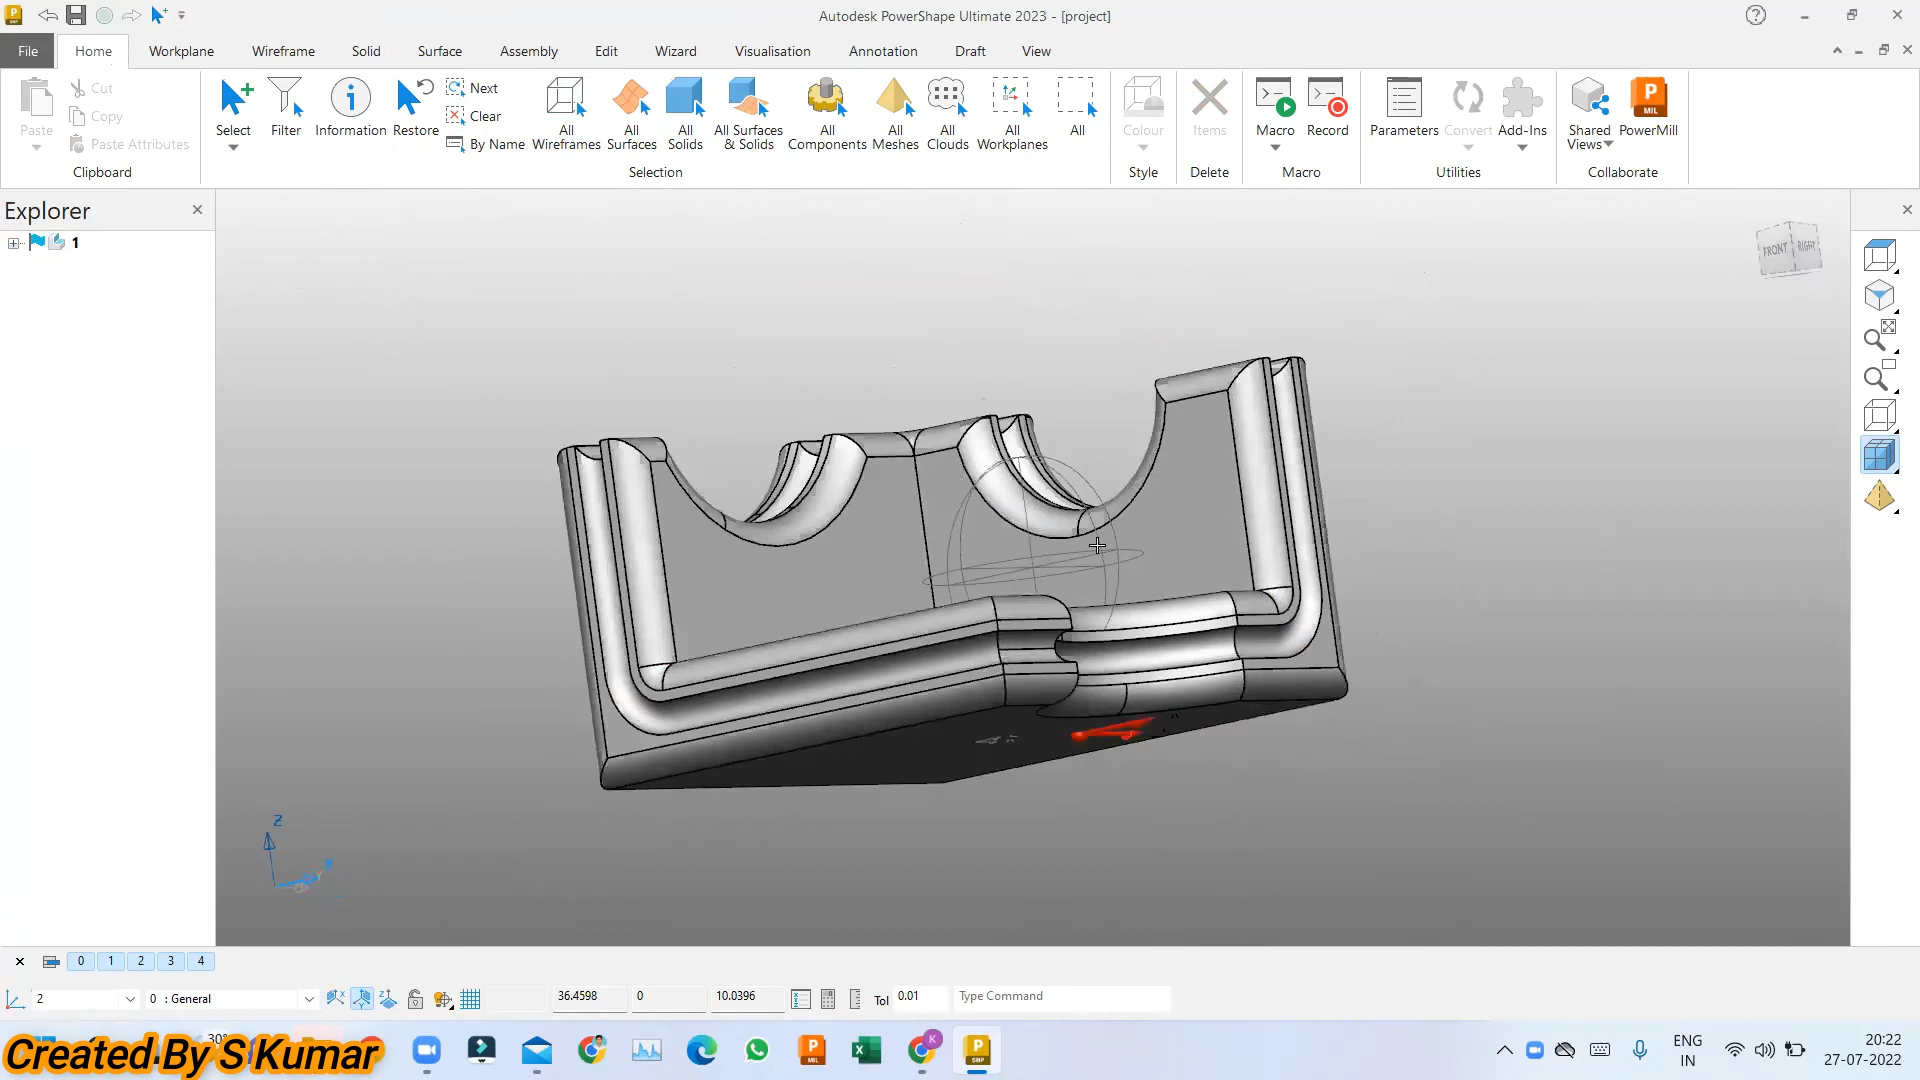 Autodesk PowerShape Ultimate 2023 - [project]
File Home Workplane Wireframe Solid Surface Assembly Edit Wizard Visualisation Annotation Draft View
Paste
Cut
Copy
Paste Attributes
Clipboard
Select
Filter
Information
Restore
Next
Clear
By Name
All Wireframes
All Surfaces
All Solids
All Surfaces & Solids
All Components
All Meshes
All Clouds
All Workplanes
All
Selection
Colour
Style
Items
Delete
Macro
Record
Macro
Parameters
Convert
Add-Ins
Utilities
Shared Views
PowerMill
Collaborate
Explorer
1
FRONT RIGHT
Z
0 1 2 3 4
2
0 : General
36.4598 0 10.0396
Tol 0.01
Type Command
30°
Created By S Kumar
ENG
IN
20:22
27-07-2022